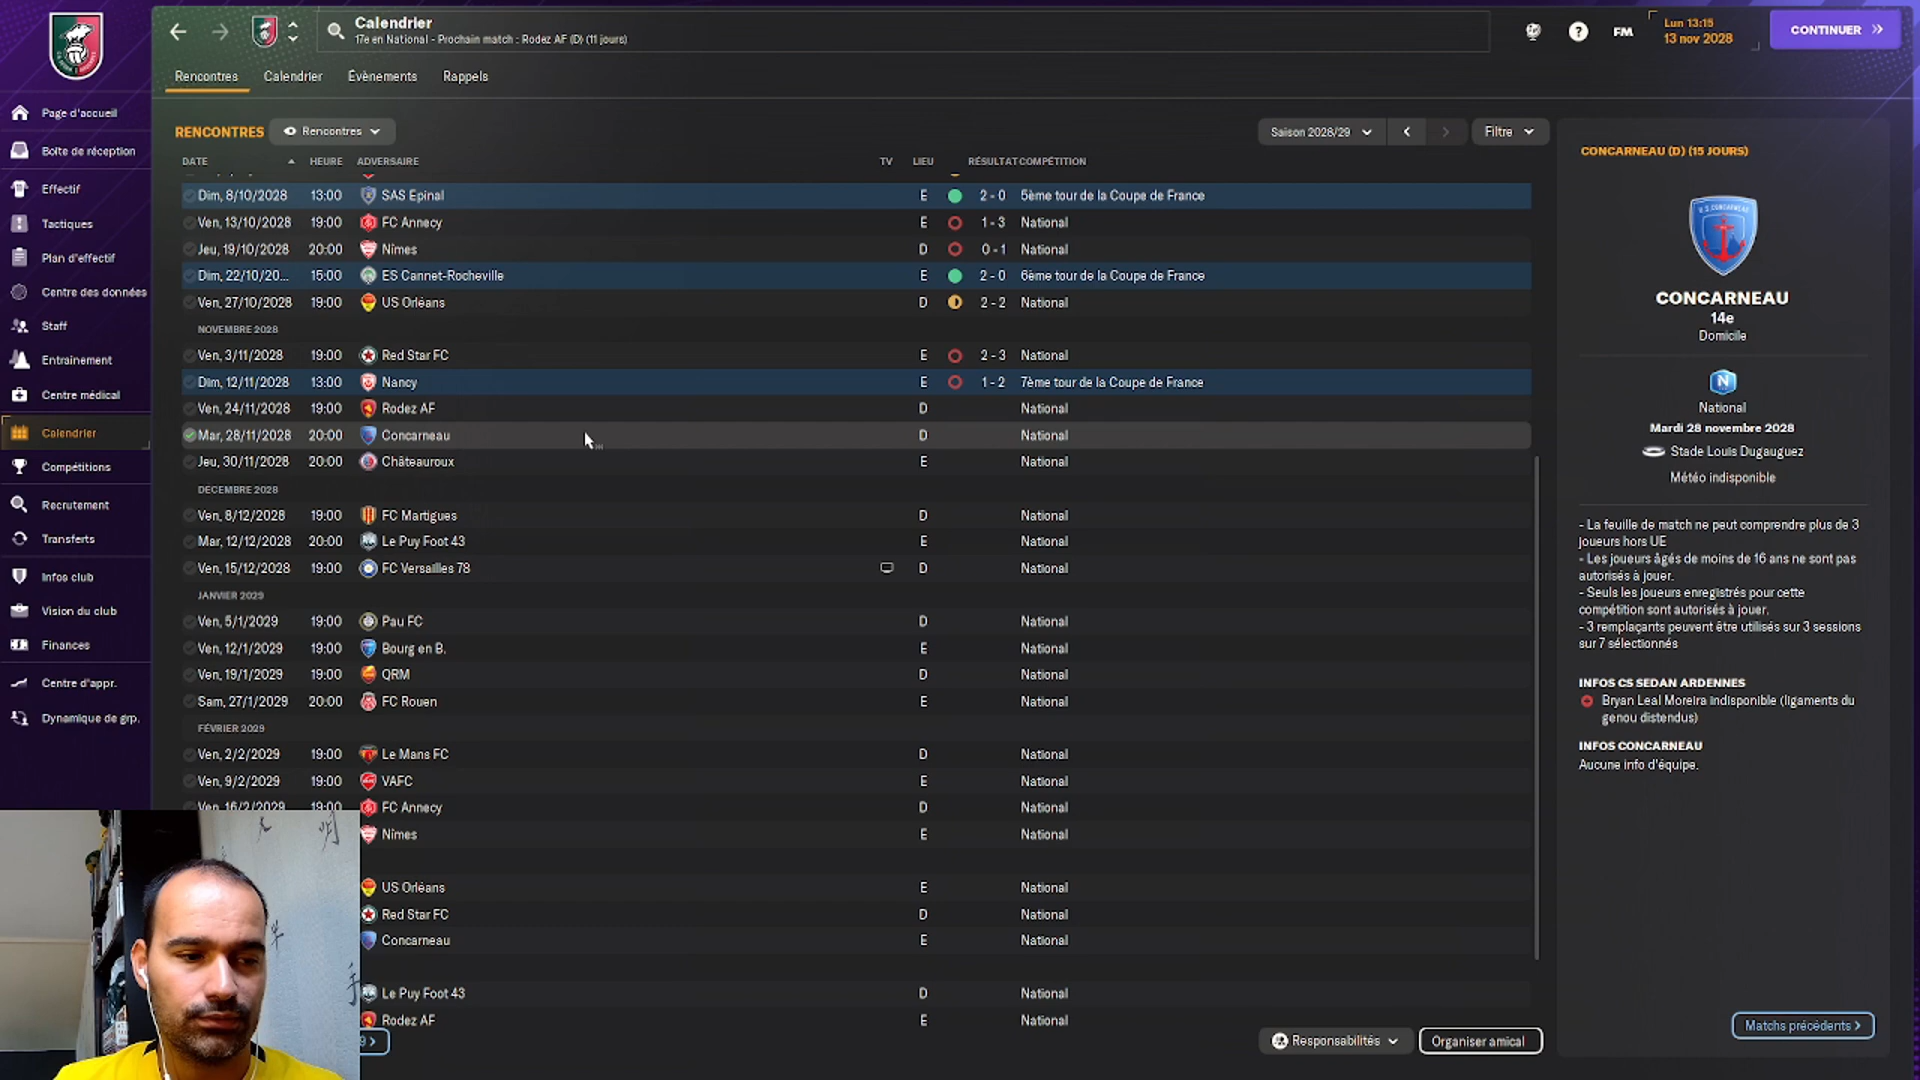 Calendrier
17e en National - Prochain match : Rodez AF (D) (11 jours)
FM
Lun 13:15
13 nov 2028
CONTINUER
Rencontres
Calendrier
Évènements
Rappels
Page d'accueil
Boîte de réception
Effectif
Tactiques
Plan d'effectif
Centre des données
Staff
Entraînement
Centre médical
Calendrier
Compétitions
Recrutement
Transferts
Infos club
Vision du club
Finances
Centre d'appr.
Dynamique de grp.
RENCONTRES
Rencontres
Saison 2028/29
Filtre
DATE HEURE ADVERSAIRE TV LIEU RÉSULTAT COMPÉTITION
Dim, 8/10/2028 13:00 SAS Epinal E 2 - 0 5ème tour de la Coupe de France
Ven, 13/10/2028 19:00 FC Annecy E 1 - 3 National
Jeu, 19/10/2028 20:00 Nîmes D 0 - 1 National
Dim, 22/10/20... 15:00 ES Cannet-Rocheville E 2 - 0 6ème tour de la Coupe de France
Ven, 27/10/2028 19:00 US Orléans D 2 - 2 National
NOVEMBRE 2028
Ven, 3/11/2028 19:00 Red Star FC E 2 - 3 National
Dim, 12/11/2028 13:00 Nancy E 1 - 2 7ème tour de la Coupe de France
Ven, 24/11/2028 19:00 Rodez AF D National
Mar, 28/11/2028 20:00 Concarneau D National
Jeu, 30/11/2028 20:00 Châteauroux E National
DÉCEMBRE 2028
Ven, 8/12/2028 19:00 FC Martigues D National
Mar, 12/12/2028 20:00 Le Puy Foot 43 E National
Ven, 15/12/2028 19:00 FC Versailles 78 D National
JANVIER 2029
Ven, 5/1/2029 19:00 Pau FC D National
Ven, 12/1/2029 19:00 Bourg en B. E National
Ven, 19/1/2029 19:00 QRM D National
Sam, 27/1/2029 20:00 FC Rouen E National
FÉVRIER 2029
Ven, 2/2/2029 19:00 Le Mans FC D National
Ven, 9/2/2029 19:00 VAFC E National
Ven, 16/2/2029 19:00 FC Annecy D National
Nîmes E National
US Orléans E National
Red Star FC D National
Concarneau E National
Le Puy Foot 43 D National
Rodez AF E National
Responsabilités
Organiser amical
CONCARNEAU (D) (15 JOURS)
CONCARNEAU
14e
Domicile
N
National
Mardi 28 novembre 2028
Stade Louis Dugauguez
Météo indisponible
- La feuille de match ne peut comprendre plus de 3
joueurs hors UE
- Les joueurs âgés de moins de 16 ans ne sont pas
autorisés à jouer.
- Seuls les joueurs enregistrés pour cette
compétition sont autorisés à jouer.
- 3 remplaçants peuvent être utilisés sur 3 sessions
sur 7 sélectionnés
INFOS CS SEDAN ARDENNES
Bryan Leal Moreira indisponible (ligaments du
genou distendus)
INFOS CONCARNEAU
Aucune info d'équipe.
Matchs précédents